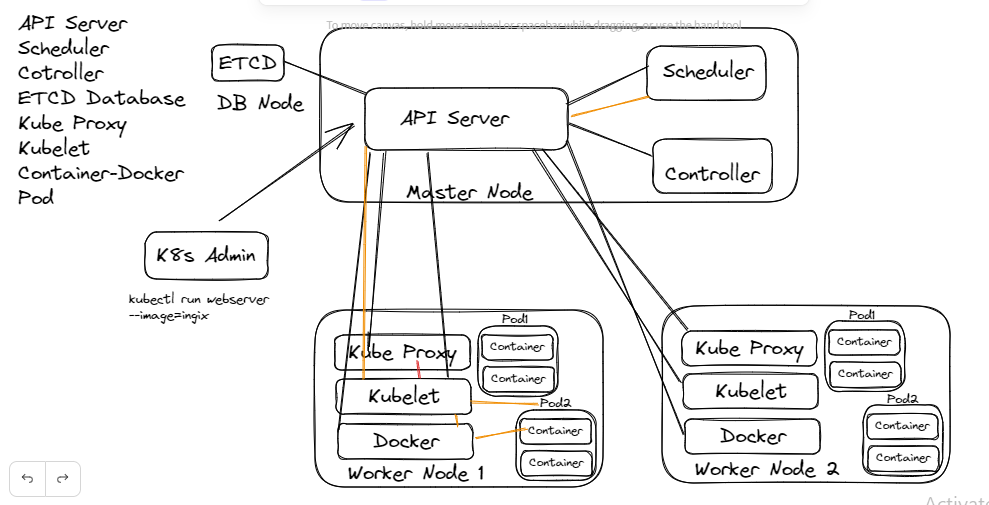 To move canvas, hold mouse wheel or spacebar while dragging, or use the hand tool
API Server
Scheduler
Cotroller
ETCD Database
Kube Proxy
Kubelet
Container-Docker
Pod
ETCD
DB Node
API Server
Scheduler
Controller
Master Node
K8s Admin
kubectl run webserver
--image=ingix
Kube Proxy
Kubelet
Docker
Worker Node 1
Pod1
Container
Container
Pod2
Container
Container
Kube Proxy
Kubelet
Docker
Worker Node 2
Pod1
Container
Container
Pod2
Container
Container